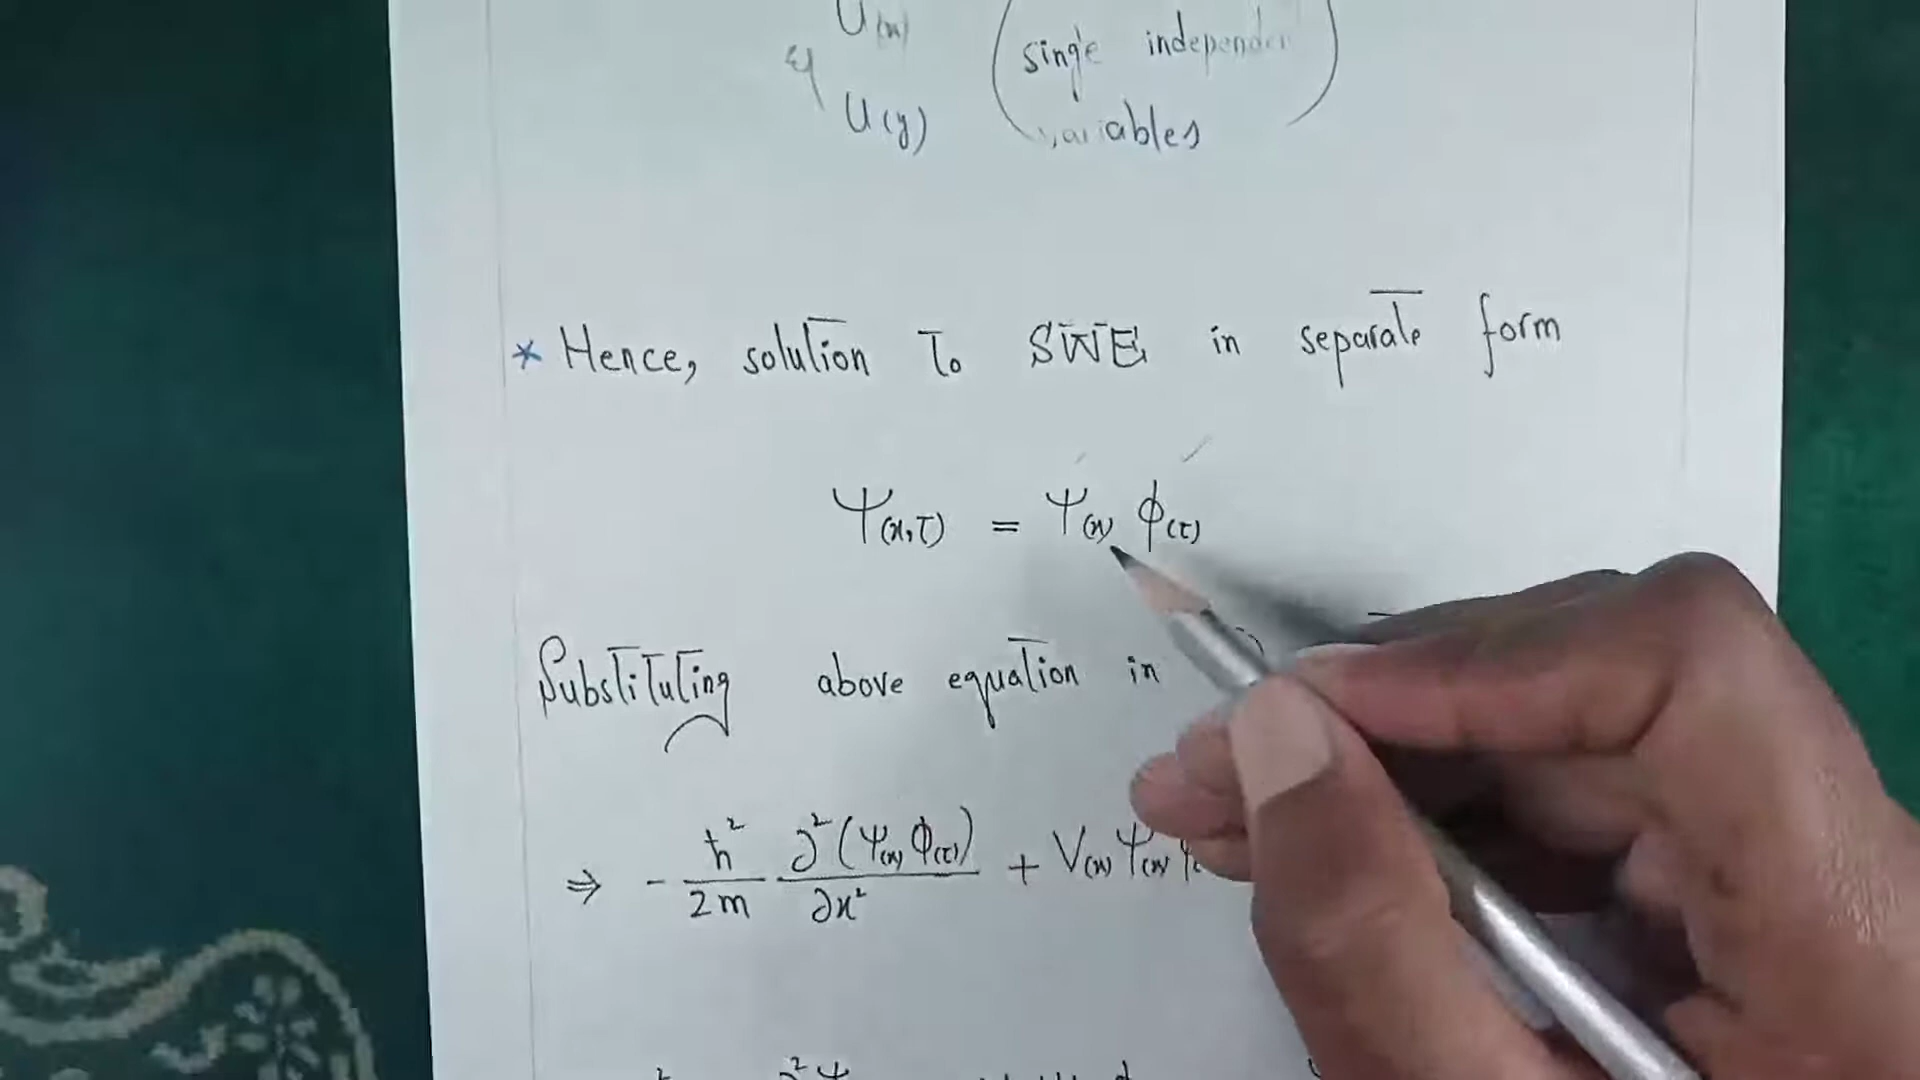 U(x)
single independen
U(y)
variables
* Hence, solution To SWE in separate form
Ψ(x,t) = Ψ(x) ϕ(t)
Substituting above equation in
⇒ - ħ²/2m ∂²(Ψ(x) ϕ(t))/∂x² + V(x) Ψ(x)